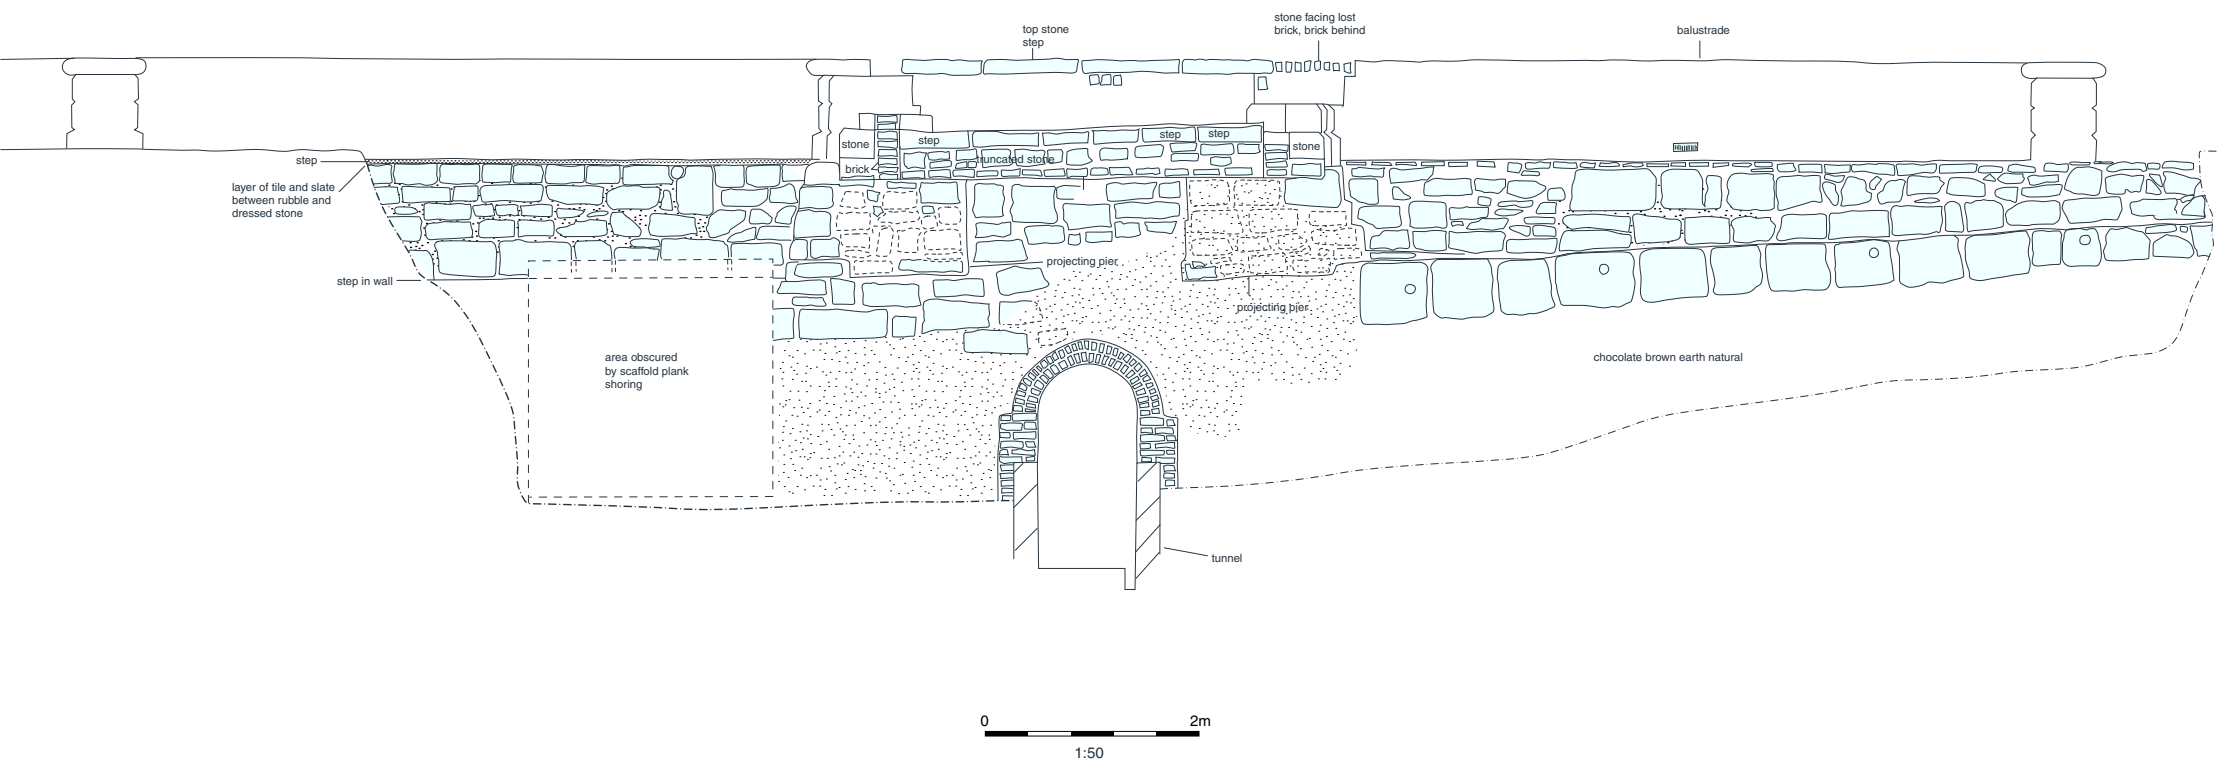 stone facing lost
brick, brick behind
top stone
step
balustrade
step
step
step
stone
stone
truncated stone
step
brick
layer of tile and slate
between rubble and
dressed stone
projecting pier
step in wall
projecting pier
area obscured
by scaffold plank
shoring
chocolate brown earth natural
tunnel
0
2m
1:50